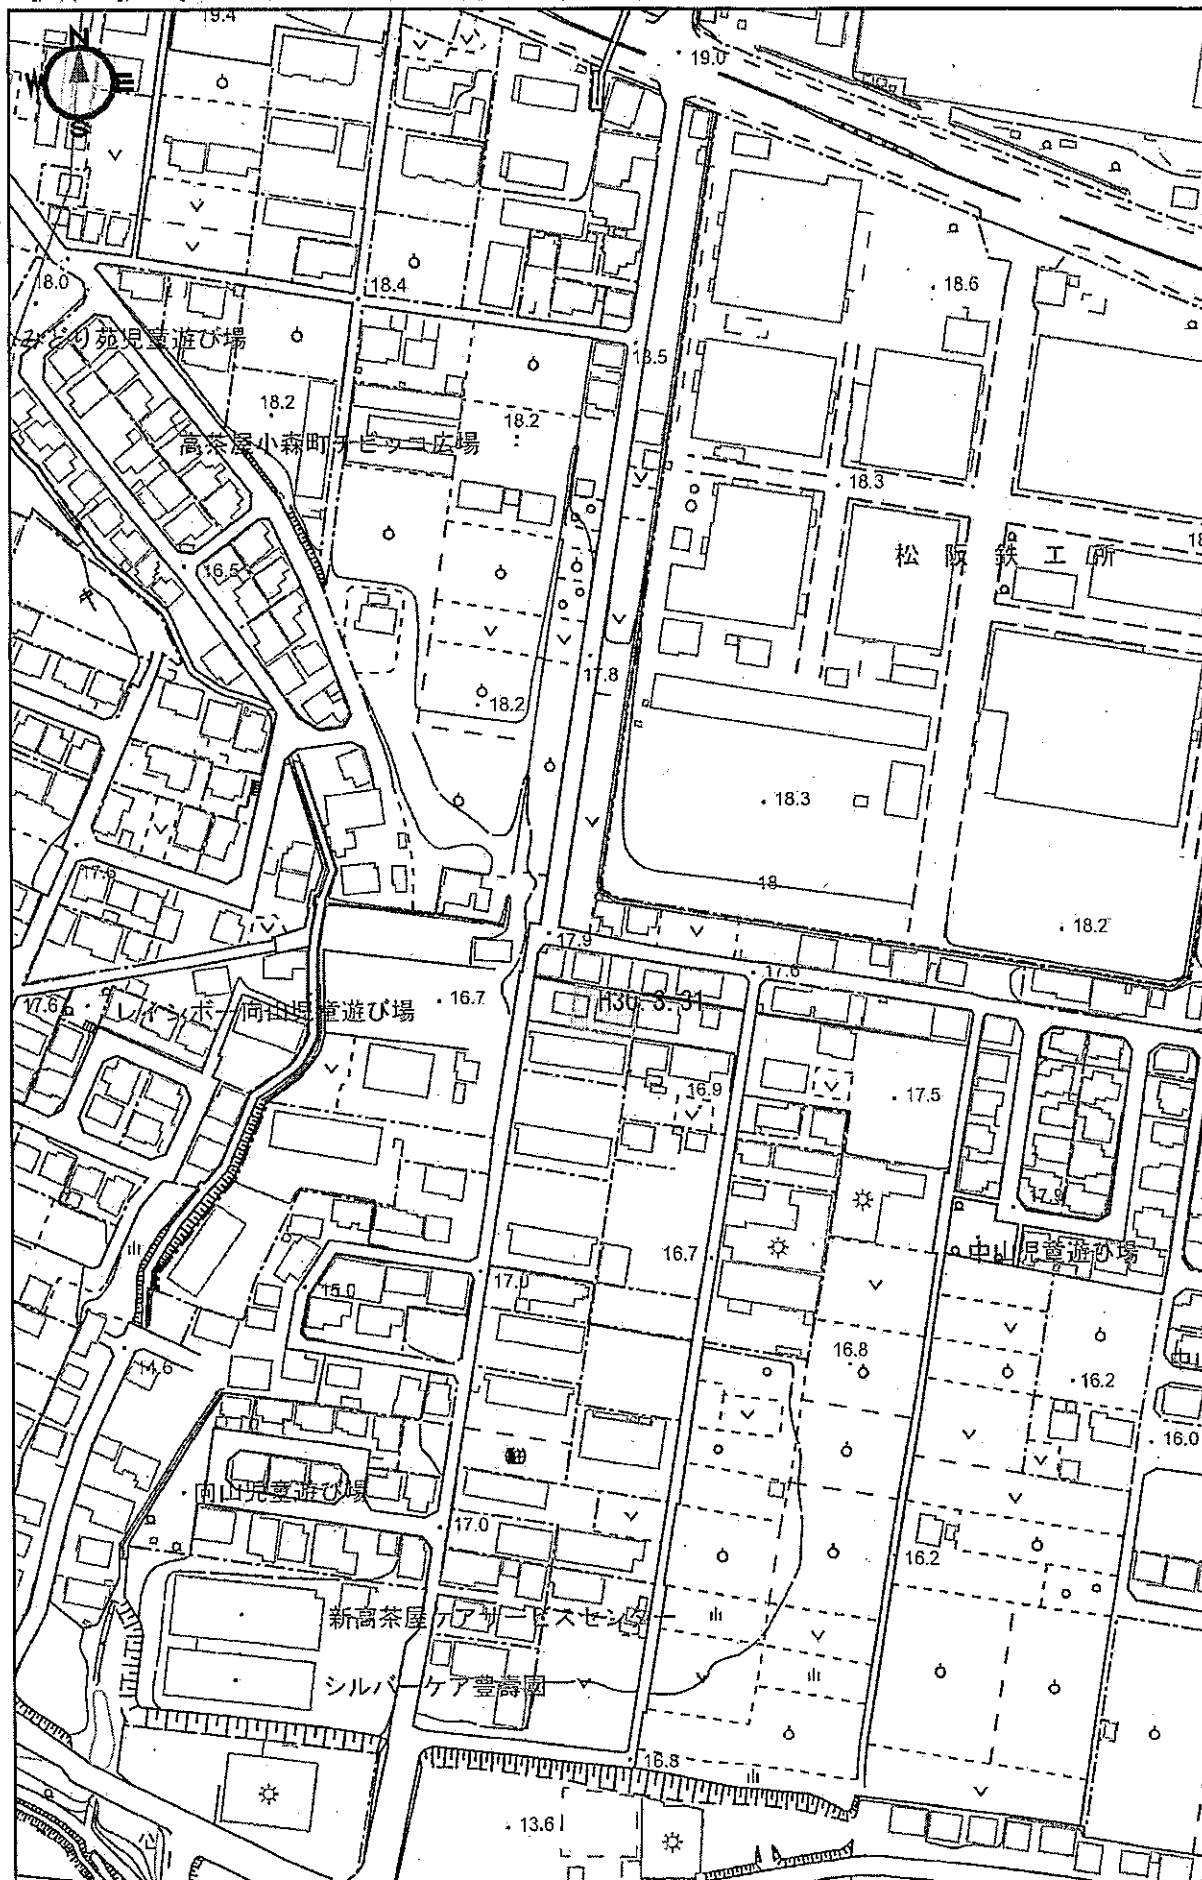 19.4
N
W E
S
19.0
18.0
18.4
18.6
みどり苑児童遊び場
18.5
18.2
18.2
高茶屋小森町チビッコ広場
18.3
松阪鉄工所
16.5
17.8
18.2
18.3
17.6
18
18.2
17.9
17.6
16.7
H30.3.31
レインボー向山児童遊び場
16.9
17.5
17.9
16.7
中山児童遊び場
15.0
17.0
14.6
16.8
16.2
16.0
向山児童遊び場
17.0
16.2
新高茶屋ケアサービスセンター
シルバーケア豊壽園
16.8
13.6